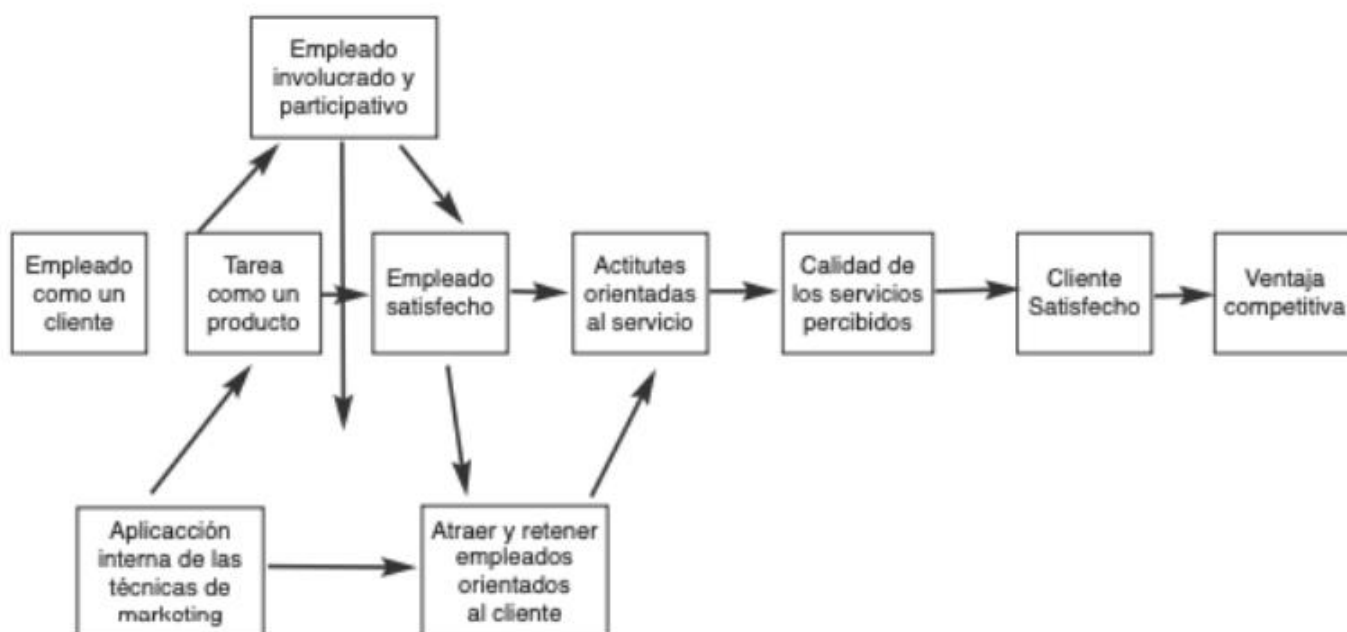 Empleado
involucrado y
participativo
Empleado
como un
cliente
Tarea
como un
producto
Empleado
satisfecho
Actitutes
orientadas
al servicio
Calidad de
los servicios
percibidos
Cliente
Satisfecho
Ventaja
competitiva
Aplicacción
interna de las
técnicas de
marketing
Atraer y retener
empleados
orientados
al cliente